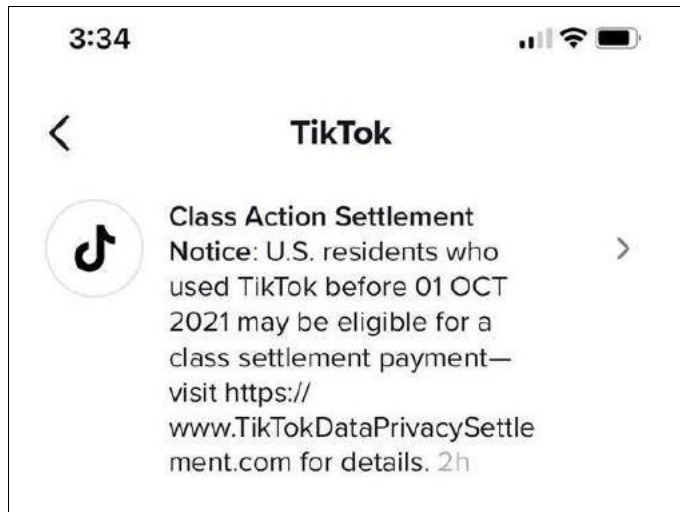 3:34
TikTok
Class Action Settlement
Notice: U.S. residents who
used TikTok before 01 OCT
2021 may be eligible for a
class settlement payment—
visit https://
www.TikTokDataPrivacySettle
ment.com for details. 2h